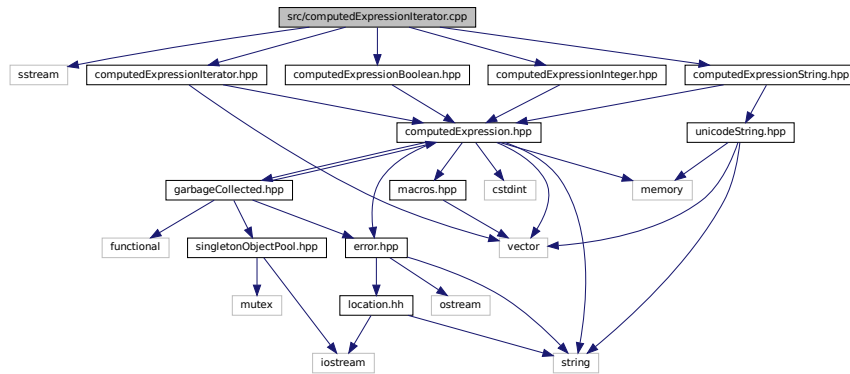 src/computedExpressionIterator.cpp
sstream
computedExpressionIterator.hpp
computedExpressionBoolean.hpp
computedExpressionInteger.hpp
computedExpressionString.hpp
computedExpression.hpp
unicodeString.hpp
garbageCollected.hpp
macros.hpp
cstdint
memory
functional
singletonObjectPool.hpp
error.hpp
vector
mutex
location.hh
ostream
iostream
string